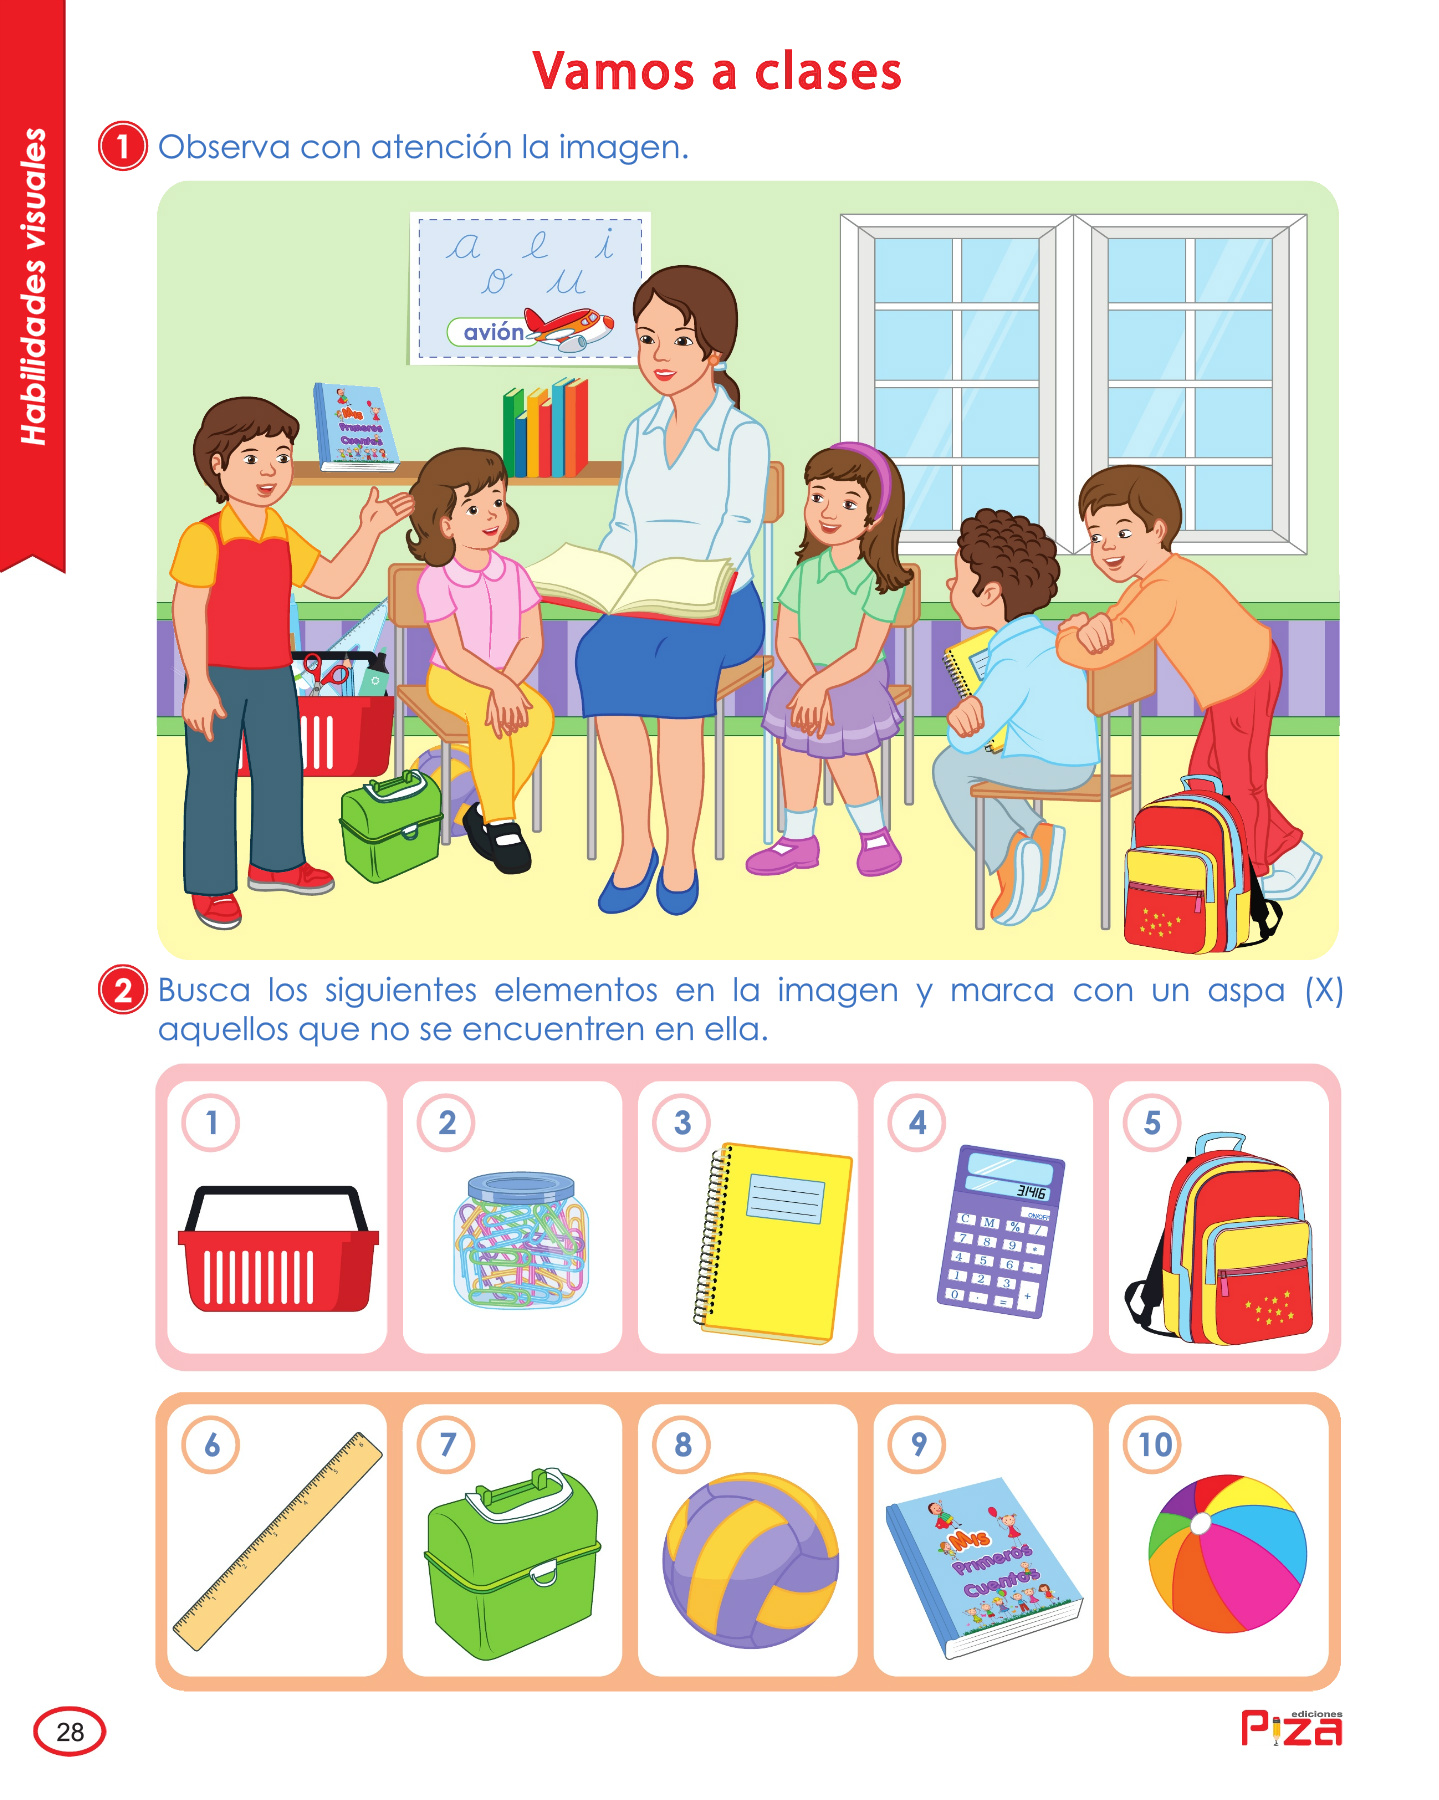 Vamos a clases
Habilidades visuales
1 Observa con atención la imagen.
a e i
o u
avión
Mis
Primeros
Cuentos
2 Busca los siguientes elementos en la imagen y marca con un aspa (X)
aquellos que no se encuentren en ella.
1 2 3 4 5
31416
ON/OFF
C M % /
7 8 9 *
4 5 6 -
1 2 3 +
0 . =
6 7 8 9 10
Mis
Primeros
Cuentos
28
ediciones
Piza